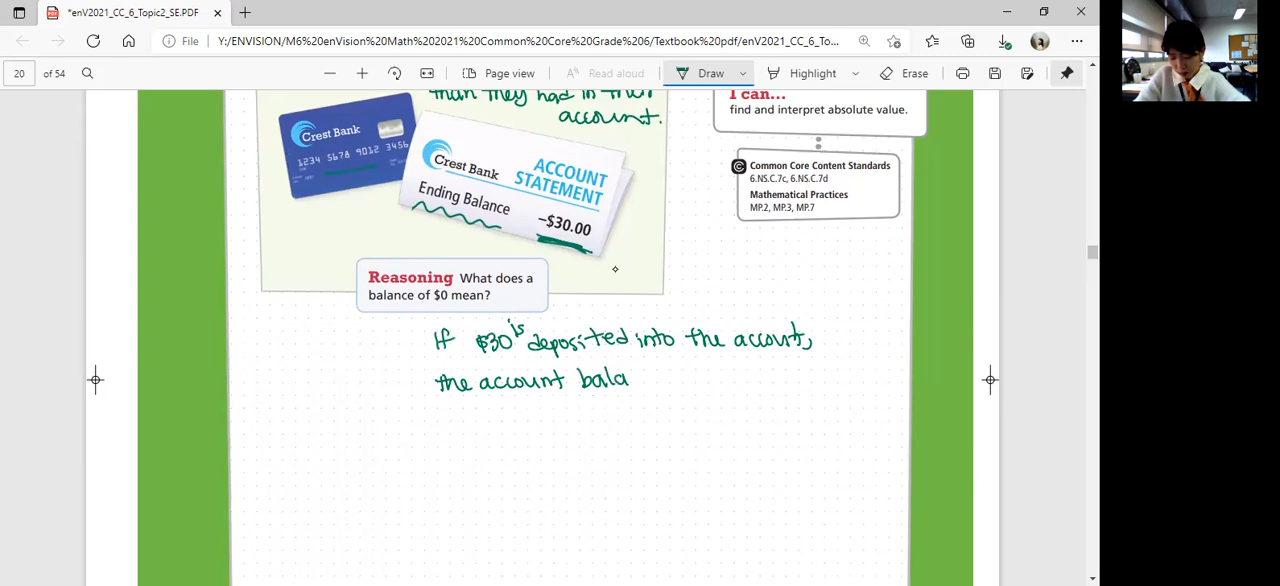 *enV2021_CC_6_Topic2_SE.PDF
File Y:/ENVISION/M6%20enVision%20Math%202021%20Common%20Core%20Grade%206/Textbook%20pdf/enV2021_CC_6_To...
20 of 54 Page view Read aloud Draw Highlight Erase
than they had in their
account.
I can...
find and interpret absolute value.
Common Core Content Standards
6.NS.C.7c, 6.NS.C.7d
Mathematical Practices
MP.2, MP.3, MP.7
Crest Bank
1234 5678 9012 3456
Crest Bank
ACCOUNT
STATEMENT
Ending Balance
–$30.00
Reasoning What does a
balance of $0 mean?
If $30 is deposited into the account,
the account bala